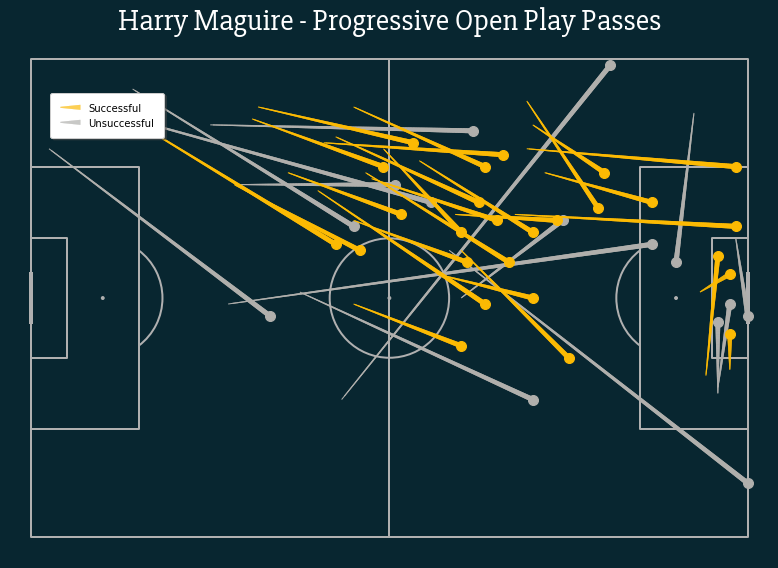 Harry Maguire - Progressive Open Play Passes
Successful
Unsuccessful